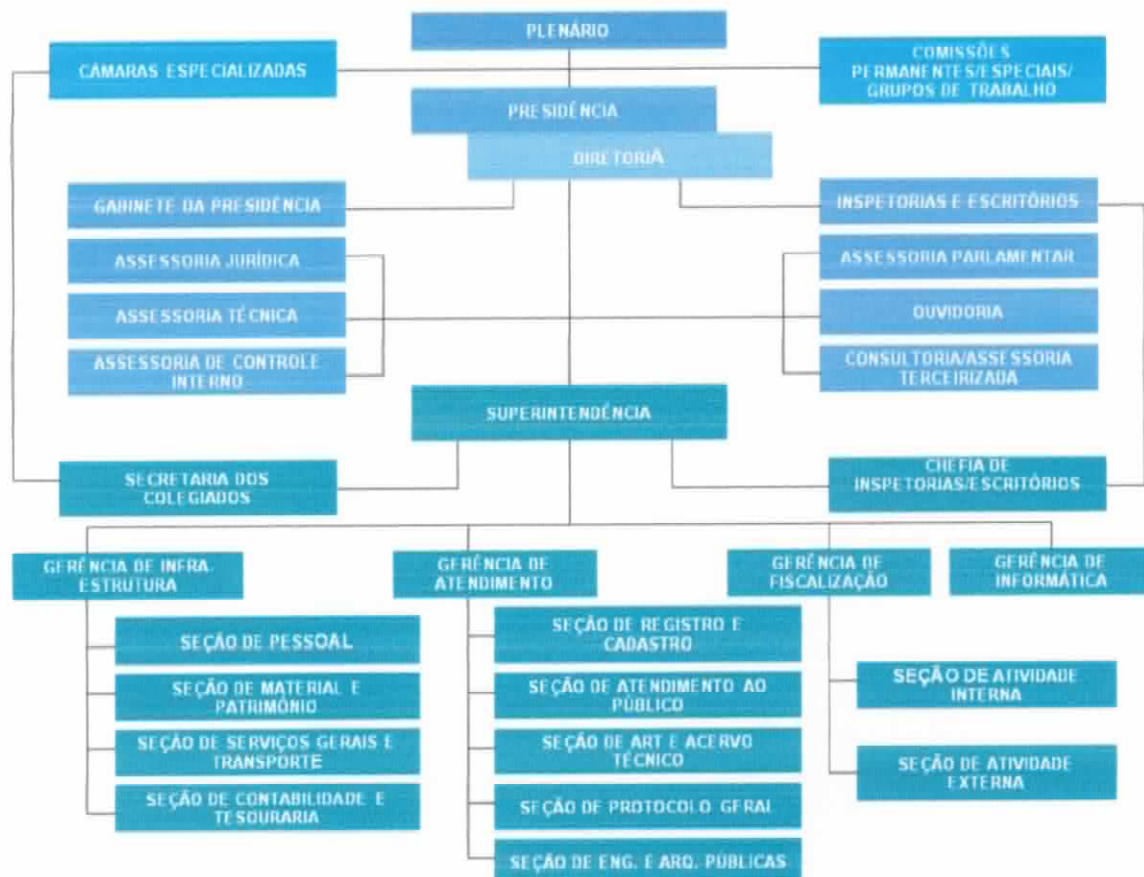 PLENÁRIO
CÂMARAS ESPECIALIZADAS
COMISSÕES
PERMANENTES/ESPECIAIS/
GRUPOS DE TRABALHO
PRESIDÊNCIA
DIRETORIA
GABINETE DA PRESIDÊNCIA
INSPETORIAS E ESCRITÓRIOS
ASSESSORIA JURÍDICA
ASSESSORIA PARLAMENTAR
ASSESSORIA TÉCNICA
OUVIDORIA
ASSESSORIA DE CONTROLE
INTERNO
CONSULTORIA/ASSESSORIA
TERCEIRIZADA
SUPERINTENDÊNCIA
SECRETARIA DOS
COLEGIADOS
CHEFIA DE
INSPETORIAS/ESCRITÓRIOS
GERÊNCIA DE INFRA.
ESTRUTURA
GERÊNCIA DE
ATENDIMENTO
GERÊNCIA DE
FISCALIZAÇÃO
GERÊNCIA DE
INFORMÁTICA
SEÇÃO DE PESSOAL
SEÇÃO DE MATERIAL E
PATRIMÔNIO
SEÇÃO DE SERVIÇOS GERAIS E
TRANSPORTE
SEÇÃO DE CONTABILIDADE E
TESOURARIA
SEÇÃO DE REGISTRO E
CADASTRO
SEÇÃO DE ATENDIMENTO AO
PÚBLICO
SEÇÃO DE ART E ACERVO
TÉCNICO
SEÇÃO DE PROTOCOLO GERAL
SEÇÃO DE ENG. E ARQ. PÚBLICAS
SEÇÃO DE ATIVIDADE
INTERNA
SEÇÃO DE ATIVIDADE
EXTERNA